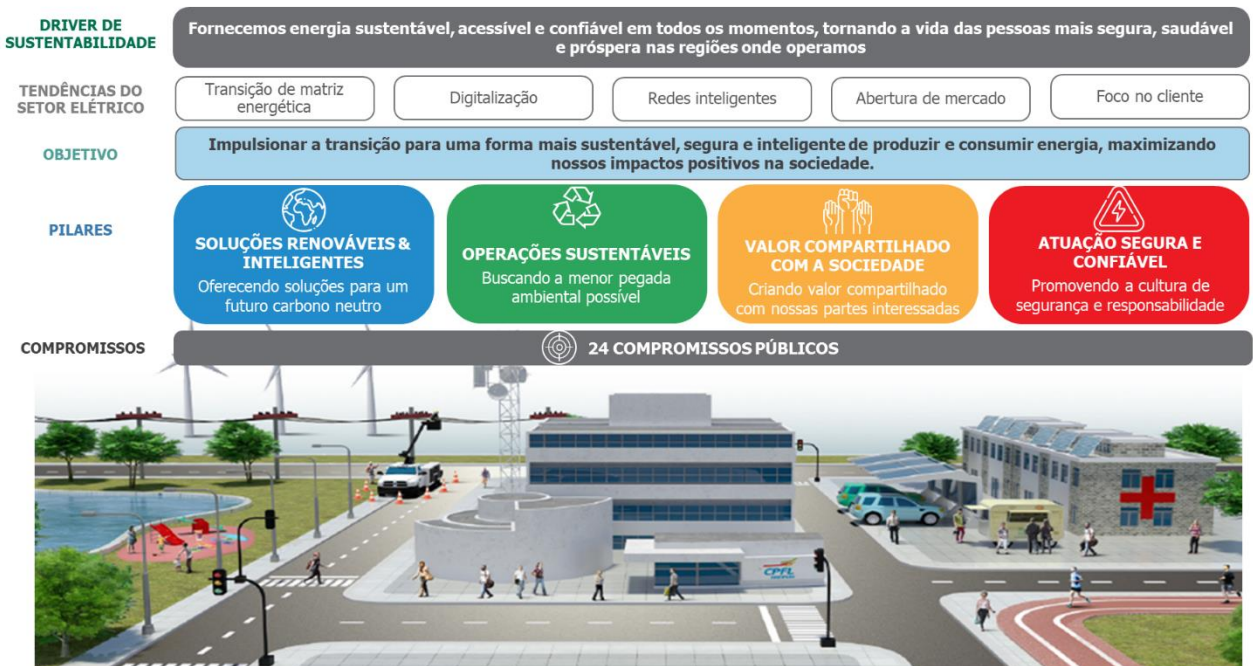 DRIVER DE
SUSTENTABILIDADE
Fornecemos energia sustentável, acessível e confiável em todos os momentos, tornando a vida das pessoas mais segura, saudável
e próspera nas regiões onde operamos
TENDÊNCIAS DO
SETOR ELÉTRICO
Transição de matriz
energética
Digitalização
Redes inteligentes
Abertura de mercado
Foco no cliente
OBJETIVO
Impulsionar a transição para uma forma mais sustentável, segura e inteligente de produzir e consumir energia, maximizando
nossos impactos positivos na sociedade.
PILARES
SOLUÇÕES RENOVÁVEIS &
INTELIGENTES
Oferecendo soluções para um
futuro carbono neutro
OPERAÇÕES SUSTENTÁVEIS
Buscando a menor pegada
ambiental possível
VALOR COMPARTILHADO
COM A SOCIEDADE
Criando valor compartilhado
com nossas partes interessadas
ATUAÇÃO SEGURA E
CONFIÁVEL
Promovendo a cultura de
segurança e responsabilidade
COMPROMISSOS
24 COMPROMISSOS PÚBLICOS
CPFL